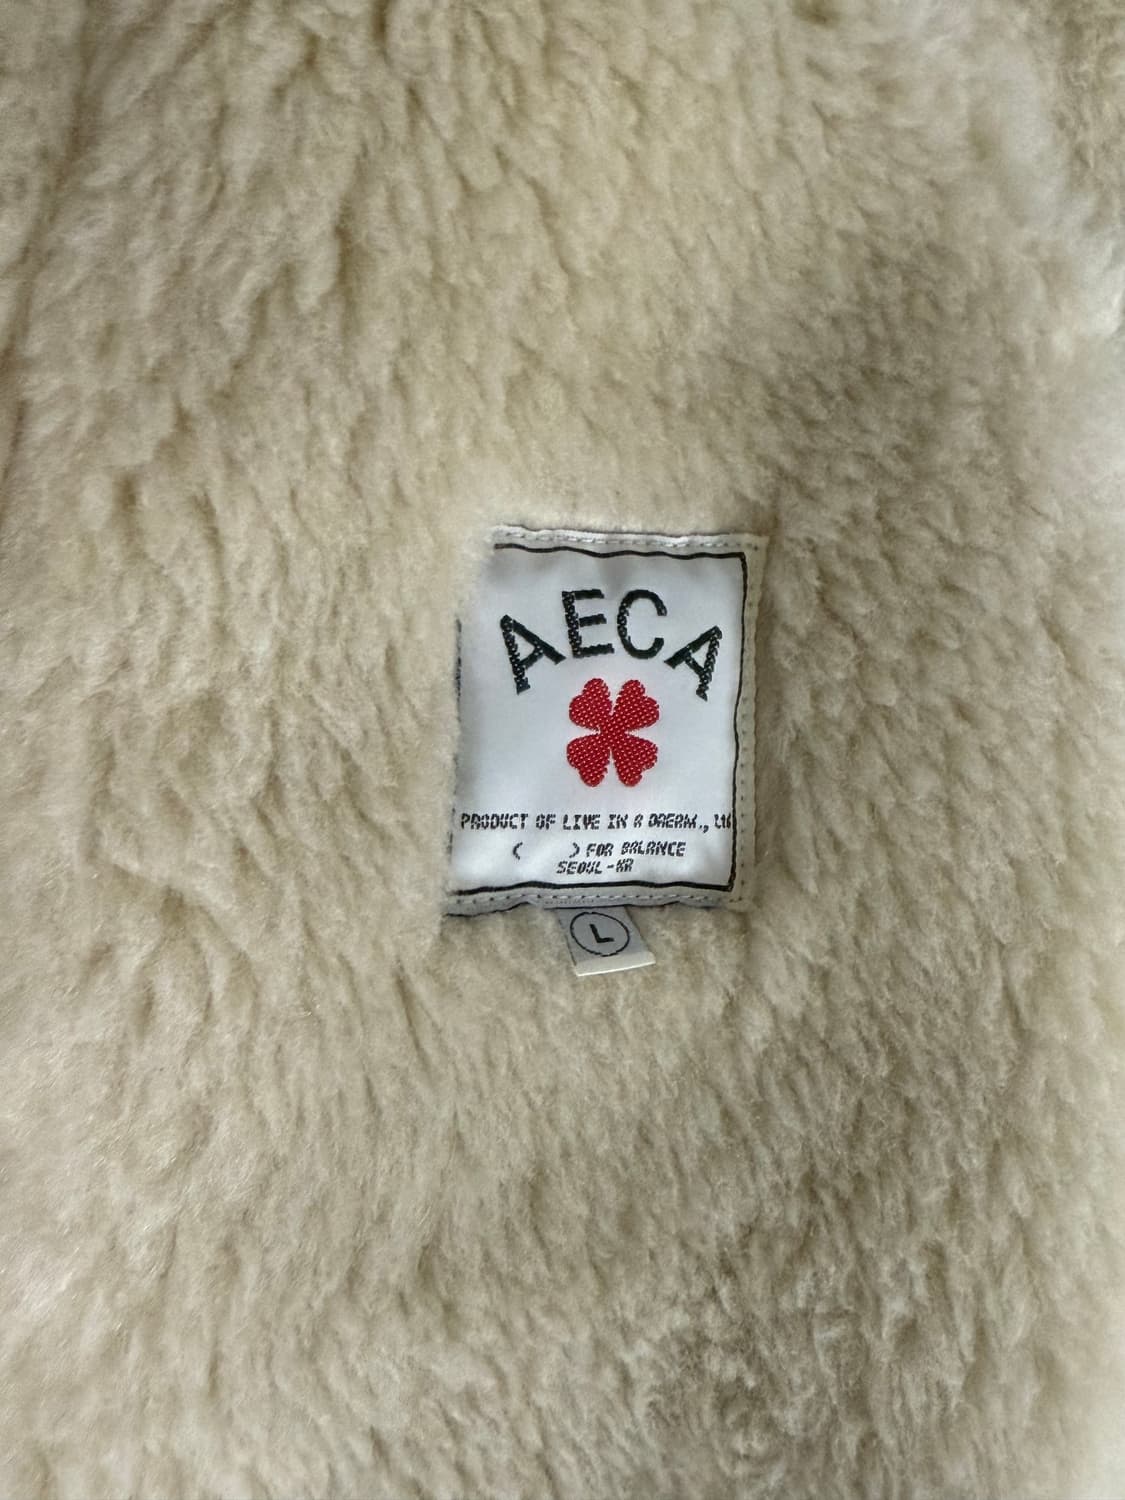 AECA
PRODUCT OF LIVE IN A DREAM., Ltd
( ) FOR BALANCE
SEOUL-KR
L